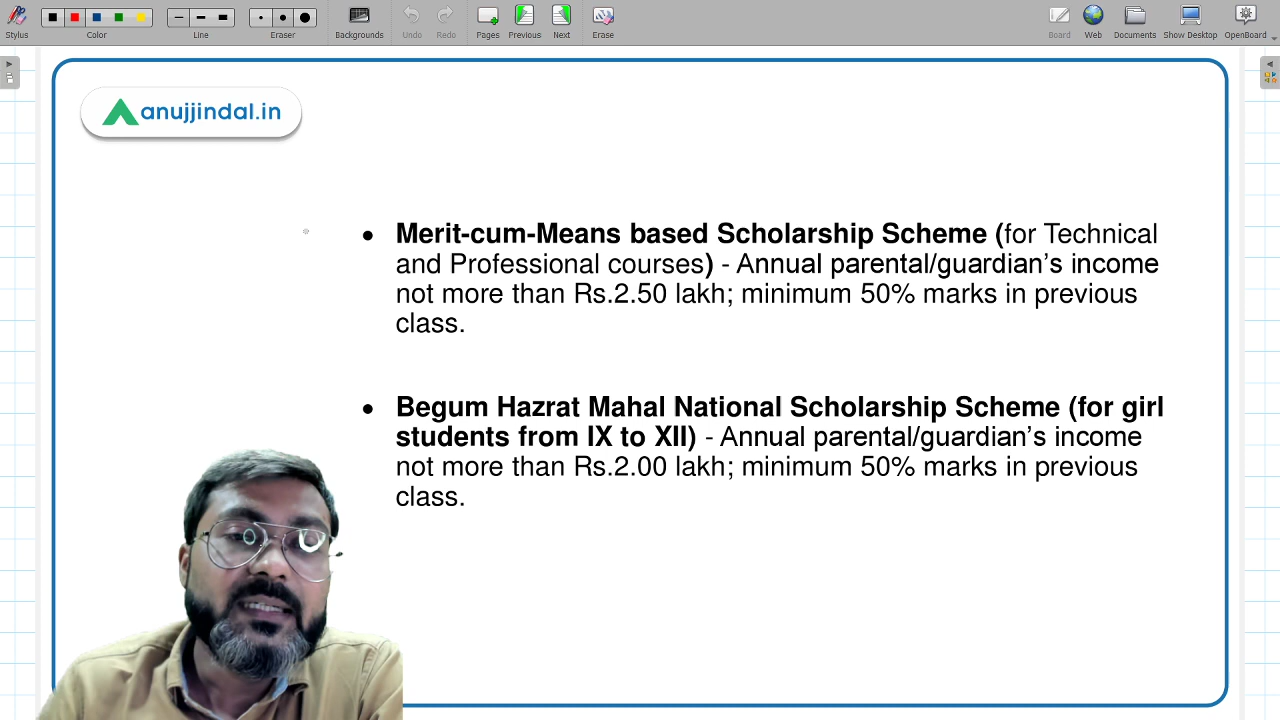 Stylus
Color
Line
Eraser
Backgrounds
Undo
Redo
Pages
Previous
Next
Erase
Board
Web
Documents
Show Desktop
OpenBoard
anujjindal.in
• Merit-cum-Means based Scholarship Scheme (for Technical
and Professional courses) - Annual parental/guardian’s income
not more than Rs.2.50 lakh; minimum 50% marks in previous
class.
• Begum Hazrat Mahal National Scholarship Scheme (for girl
students from IX to XII) - Annual parental/guardian’s income
not more than Rs.2.00 lakh; minimum 50% marks in previous
class.